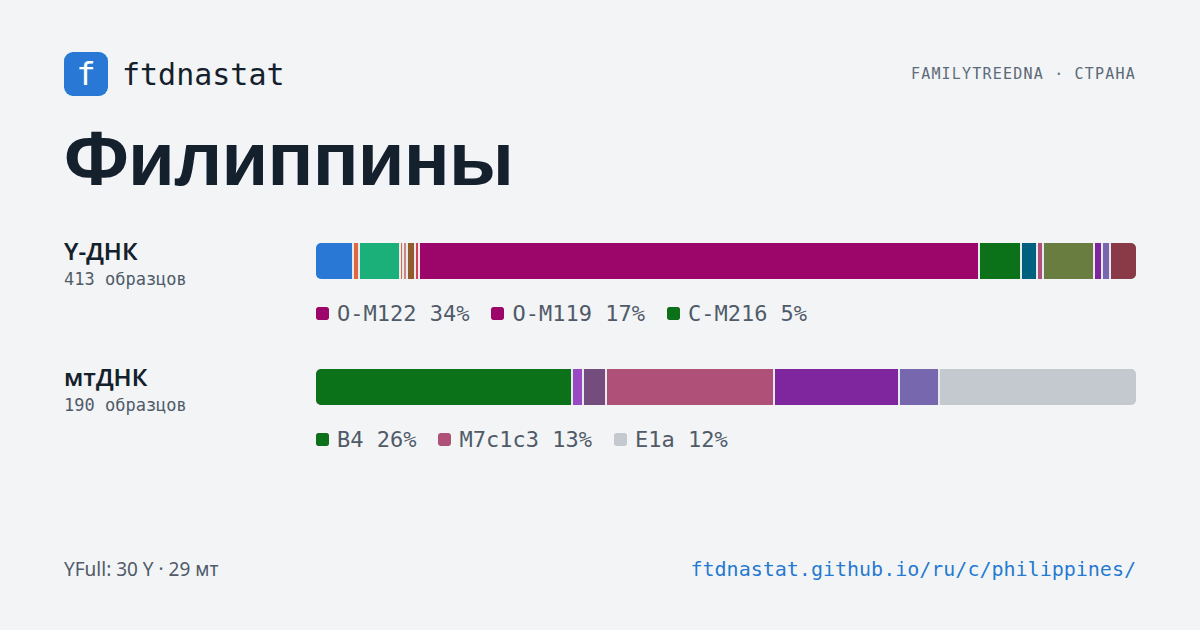 f ftdnastat
FAMILYTREEDNA · СТРАНА
Филиппины
Y-ДНК
413 образцов
O-M122 34% O-M119 17% C-M216 5%
мтДНК
190 образцов
B4 26% M7c1c3 13% E1a 12%
YFull: 30 Y · 29 мт
ftdnastat.github.io/ru/c/philippines/